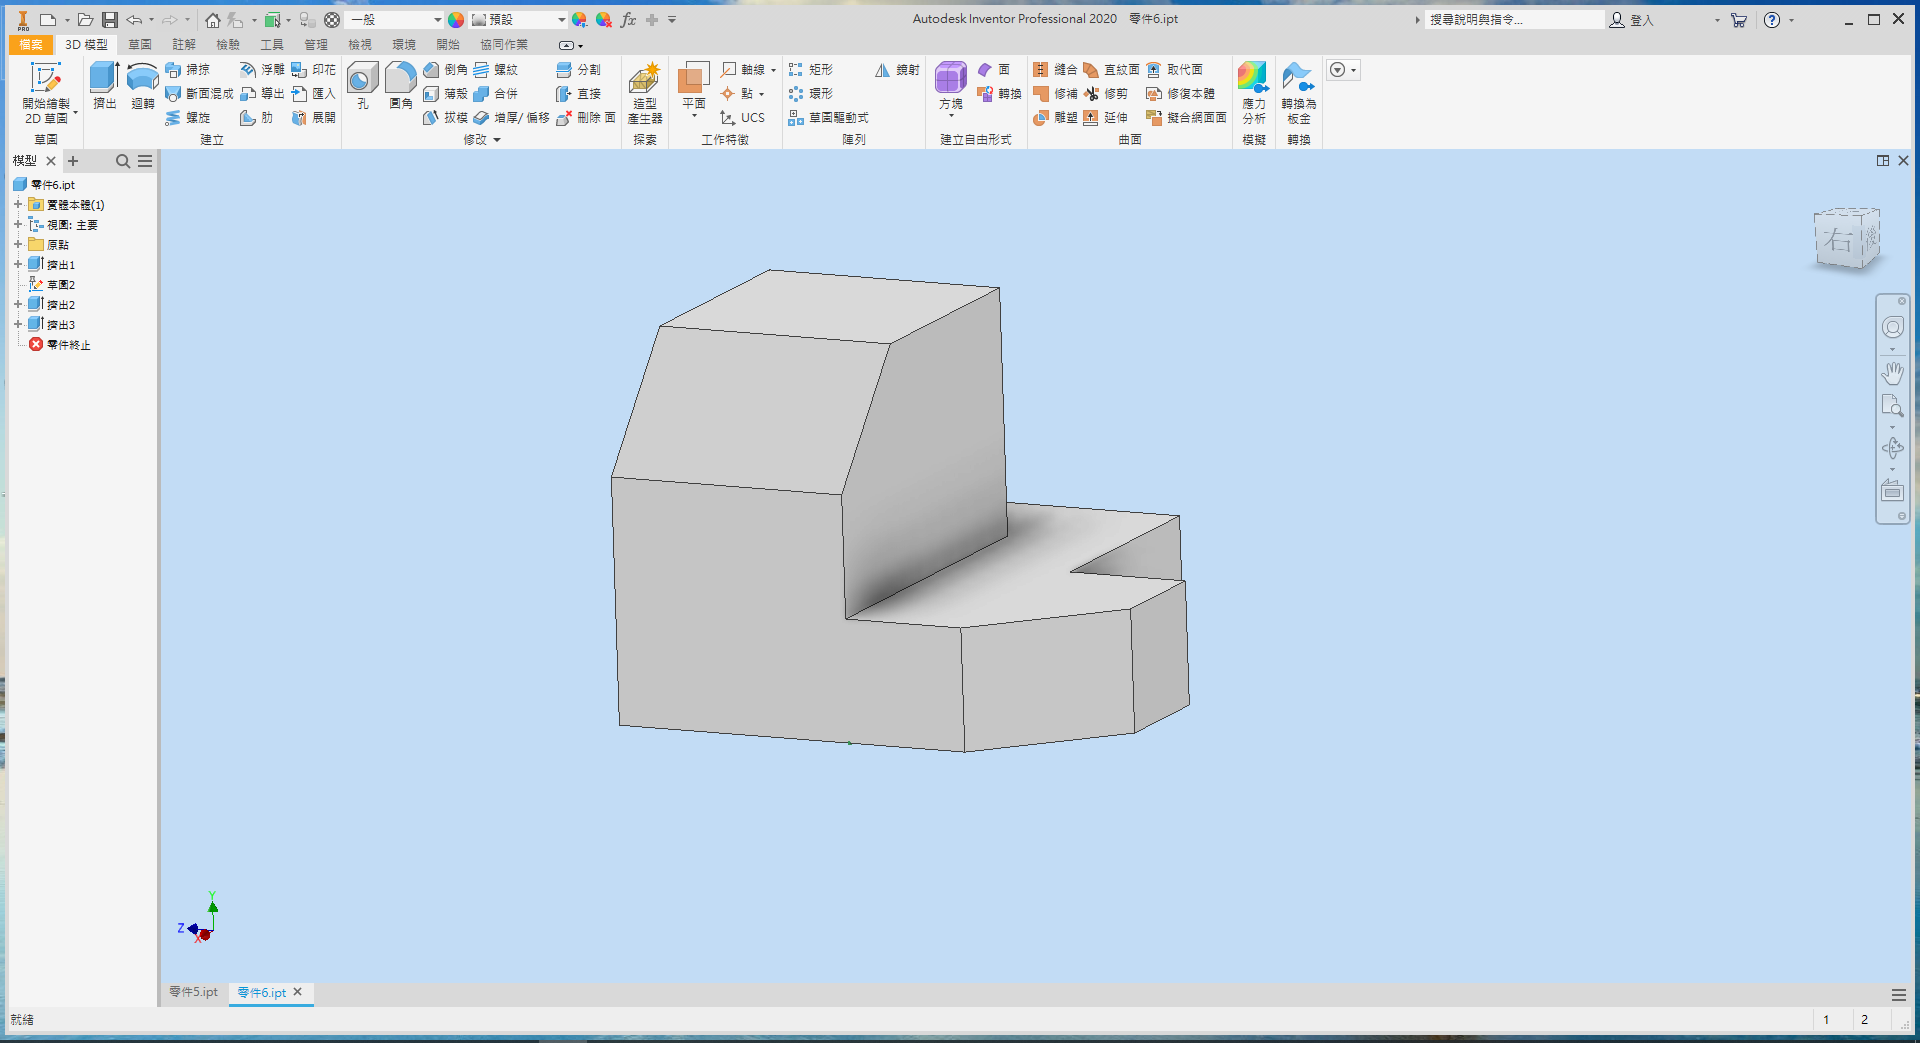 PRO
一般
預設
fx
Autodesk Inventor Professional 2020 零件6.ipt
搜尋說明與指令...
登入
檔案 3D 模型 草圖 註解 檢驗 工具 管理 檢視 環境 開始 協同作業
開始繪製
2D 草圖
草圖
擠出
迴轉
掃掠
斷面混成
螺旋
浮雕
導出
肋
印花
匯入
展開
建立
孔
圓角
倒角
薄殼
拔模
螺紋
合併
增厚/ 偏移
分割
直接
刪除 面
修改
造型
產生器
探索
平面
軸線
點
UCS
工作特徵
矩形
環形
草圖驅動式
鏡射
陣列
方塊
面
轉換
建立自由形式
縫合
修補
雕塑
直紋面
修剪
延伸
取代面
修復本體
擬合網面面
曲面
應力
分析
模擬
轉換為
板金
轉換
模型
零件6.ipt
實體本體(1)
視圖: 主要
原點
擠出1
草圖2
擠出2
擠出3
零件終止
右
後
Y
Z
X
零件5.ipt
零件6.ipt
就緒
1
2